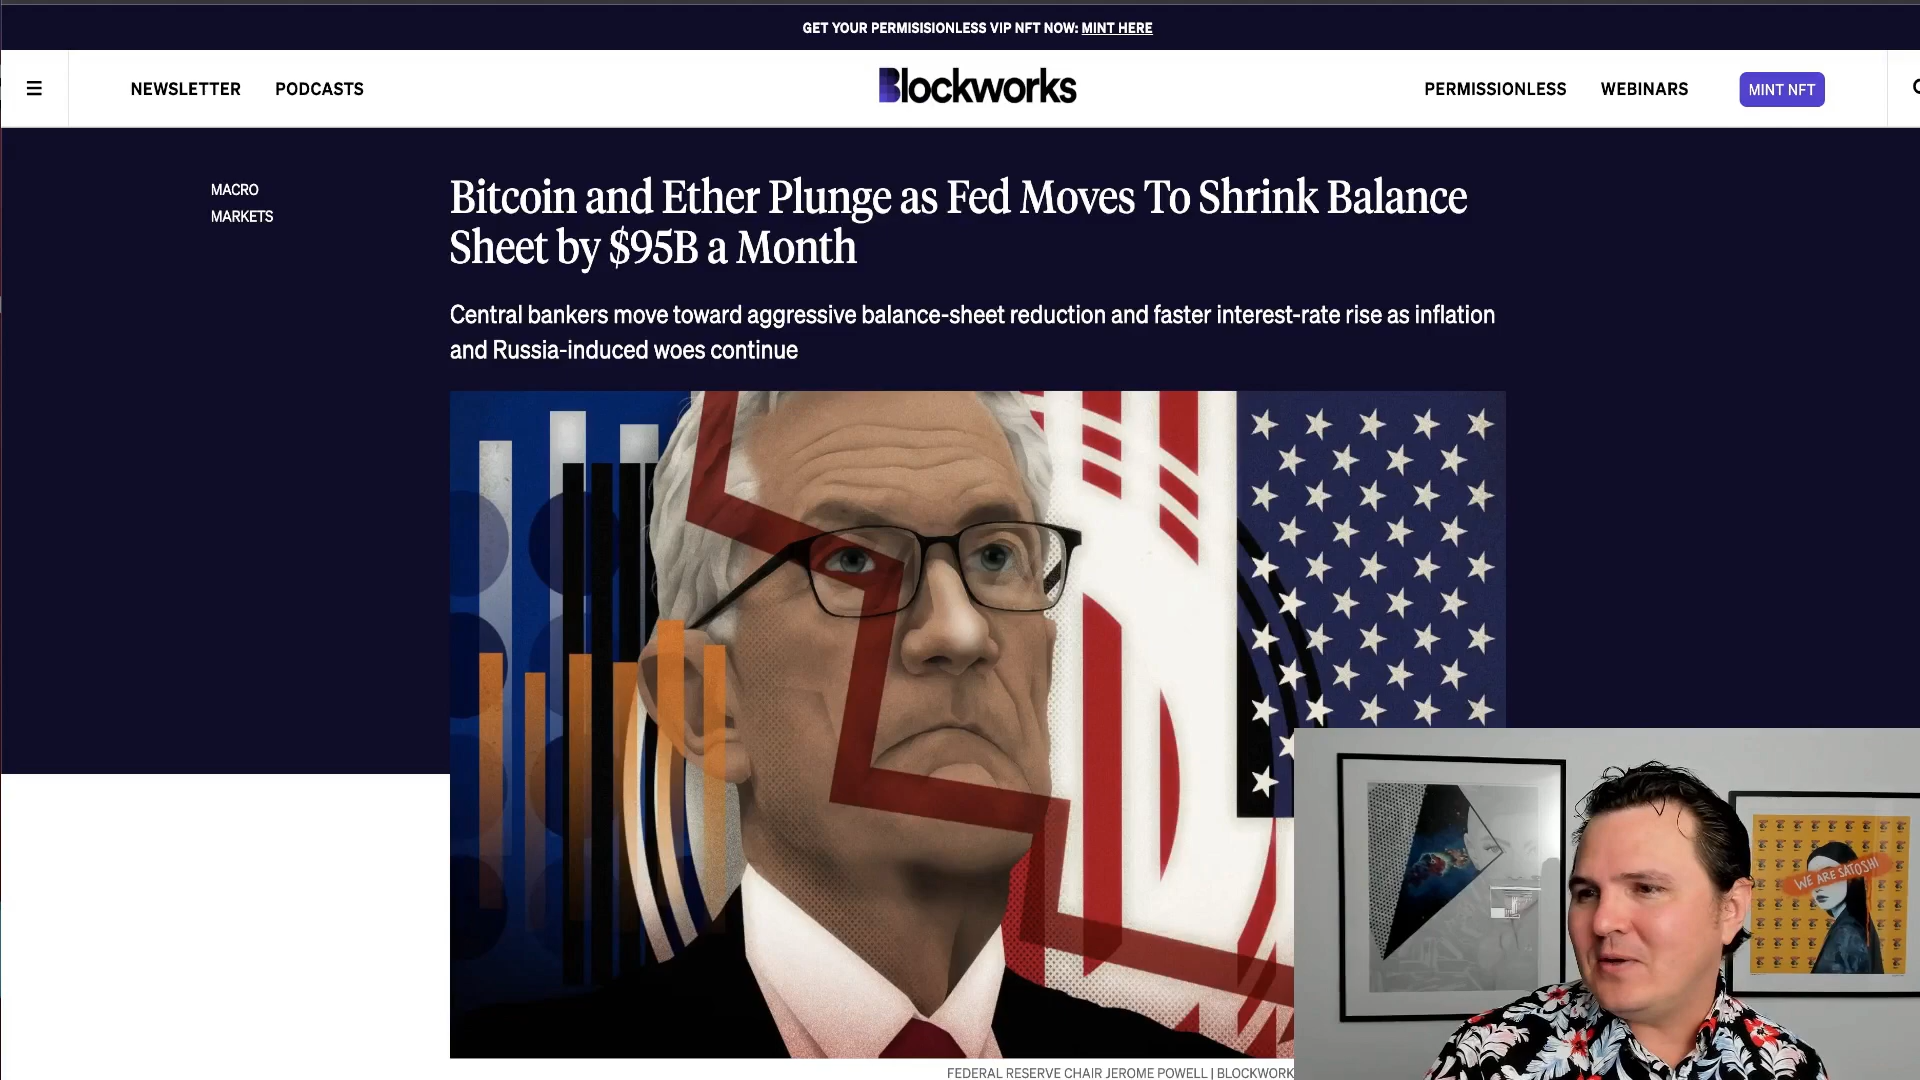 GET YOUR PERMISISIONLESS VIP NFT NOW: MINT HERE
NEWSLETTER PODCASTS Blockworks PERMISSIONLESS WEBINARS MINT NFT
MACRO
MARKETS
Bitcoin and Ether Plunge as Fed Moves To Shrink Balance
Sheet by $95B a Month
Central bankers move toward aggressive balance-sheet reduction and faster interest-rate rise as inflation
and Russia-induced woes continue
WE ARE SATOSHI
FEDERAL RESERVE CHAIR JEROME POWELL | BLOCKWORK